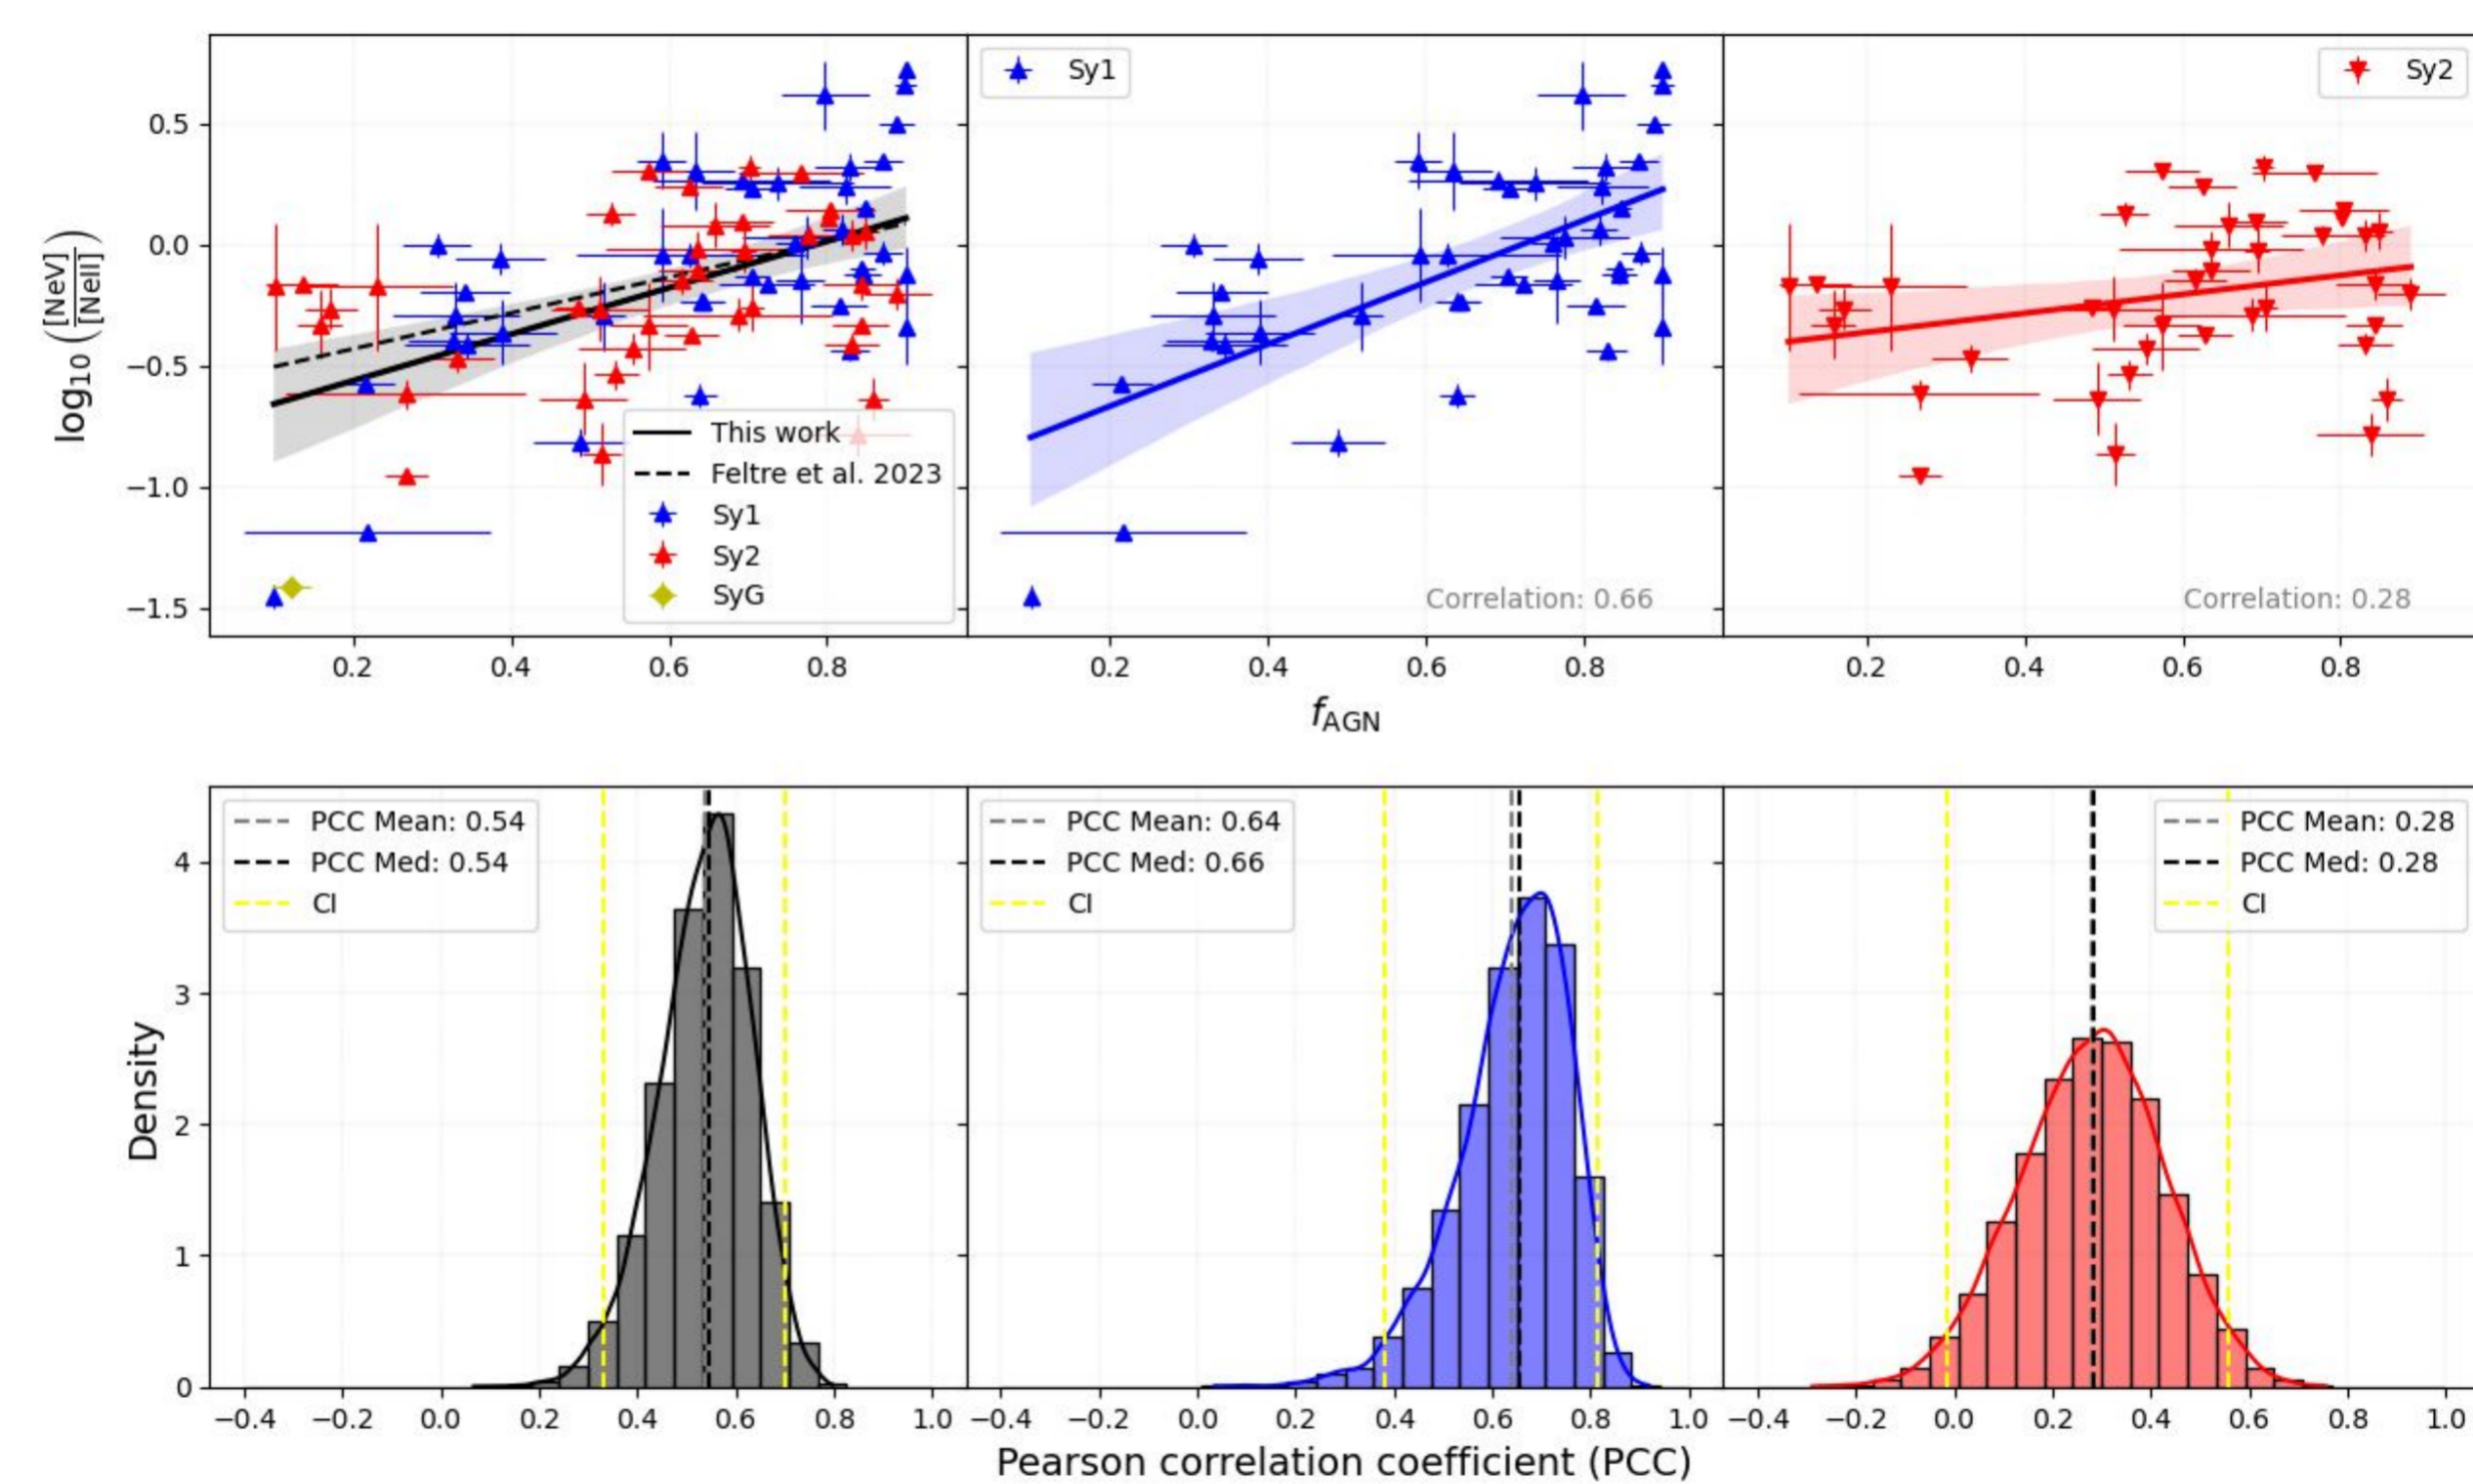 log10 ([NeV]/[NeII])
0.5
0.0
−0.5
−1.0
−1.5
This work
Feltre et al. 2023
Sy1
Sy2
SyG
Sy1
Correlation: 0.66
Sy2
Correlation: 0.28
0.2 0.4 0.6 0.8 0.2 0.4 0.6 0.8 0.2 0.4 0.6 0.8
fAGN
Density
4
3
2
1
0
PCC Mean: 0.54
PCC Med: 0.54
CI
PCC Mean: 0.64
PCC Med: 0.66
CI
PCC Mean: 0.28
PCC Med: 0.28
CI
−0.4 −0.2 0.0 0.2 0.4 0.6 0.8 1.0 −0.4 −0.2 0.0 0.2 0.4 0.6 0.8 1.0 −0.4 −0.2 0.0 0.2 0.4 0.6 0.8 1.0
Pearson correlation coefficient (PCC)